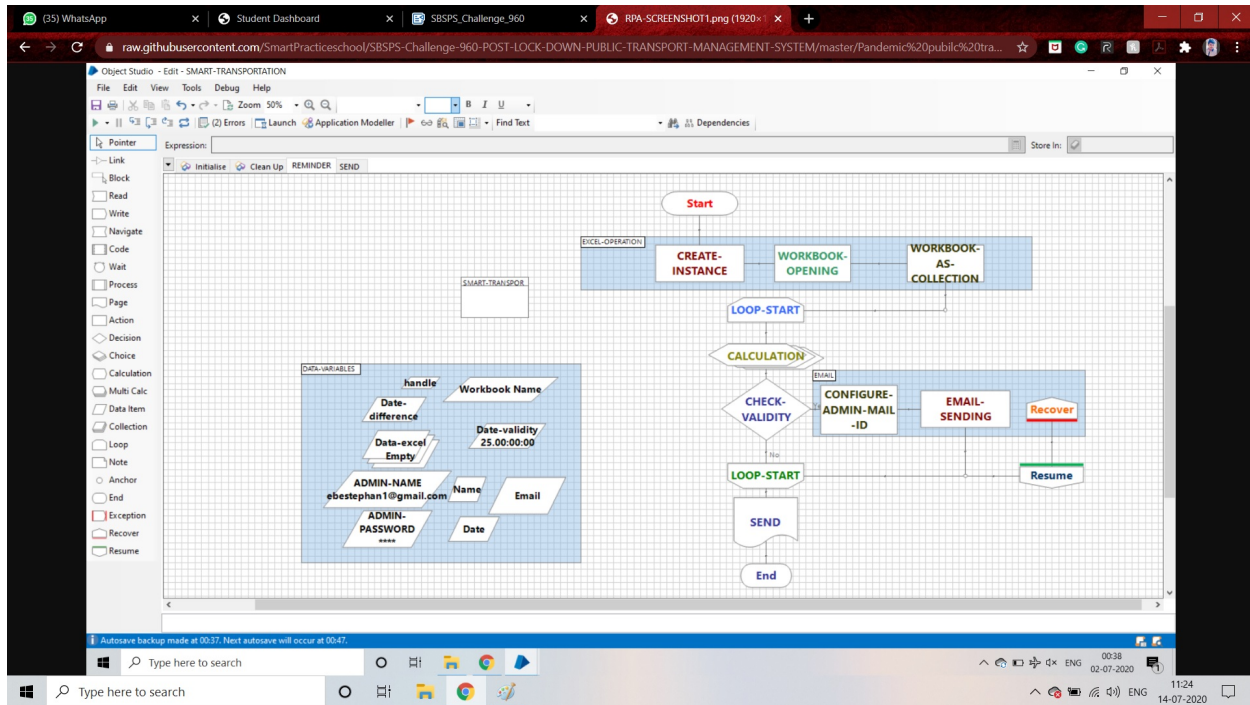 (35) WhatsApp
Student Dashboard
SBSPS_Challenge_960
RPA-SCREENSHOT1.png (1920×1
raw.githubusercontent.com/SmartPracticeschool/SBSPS-Challenge-960-POST-LOCK-DOWN-PUBLIC-TRANSPORT-MANAGEMENT-SYSTEM/master/Pandemic%20pubilc%20tra...
Object Studio - Edit - SMART-TRANSPORTATION
File Edit View Tools Debug Help
Zoom 50% B I U
(2) Errors Launch Application Modeller Find Text Dependencies
Pointer
Expression:
Store In:
Link
Initialise Clean Up REMINDER SEND
Block
Read
Write
Navigate
Code
Wait
Process
Page
Action
Decision
Choice
Calculation
Multi Calc
Data Item
Collection
Loop
Note
Anchor
End
Exception
Recover
Resume
Start
EXCEL-OPERATION
CREATE-
INSTANCE
WORKBOOK-
OPENING
WORKBOOK-
AS-
COLLECTION
SMART-TRANSPOR
LOOP-START
CALCULATION
DATA-VARIABLES
handle
Workbook Name
Date-
difference
Date-validity
25.00:00:00
Data-excel
Empty
ADMIN-NAME
ebestephan1@gmail.com
Name
Email
ADMIN-
PASSWORD
****
Date
EMAIL
CHECK-
VALIDITY
Ye
CONFIGURE-
ADMIN-MAIL
-ID
EMAIL-
SENDING
Recover
No
LOOP-START
Resume
SEND
End
Autosave backup made at 00:37. Next autosave will occur at 00:47.
Type here to search
ENG
00:38
02-07-2020
Type here to search
ENG
11:24
14-07-2020